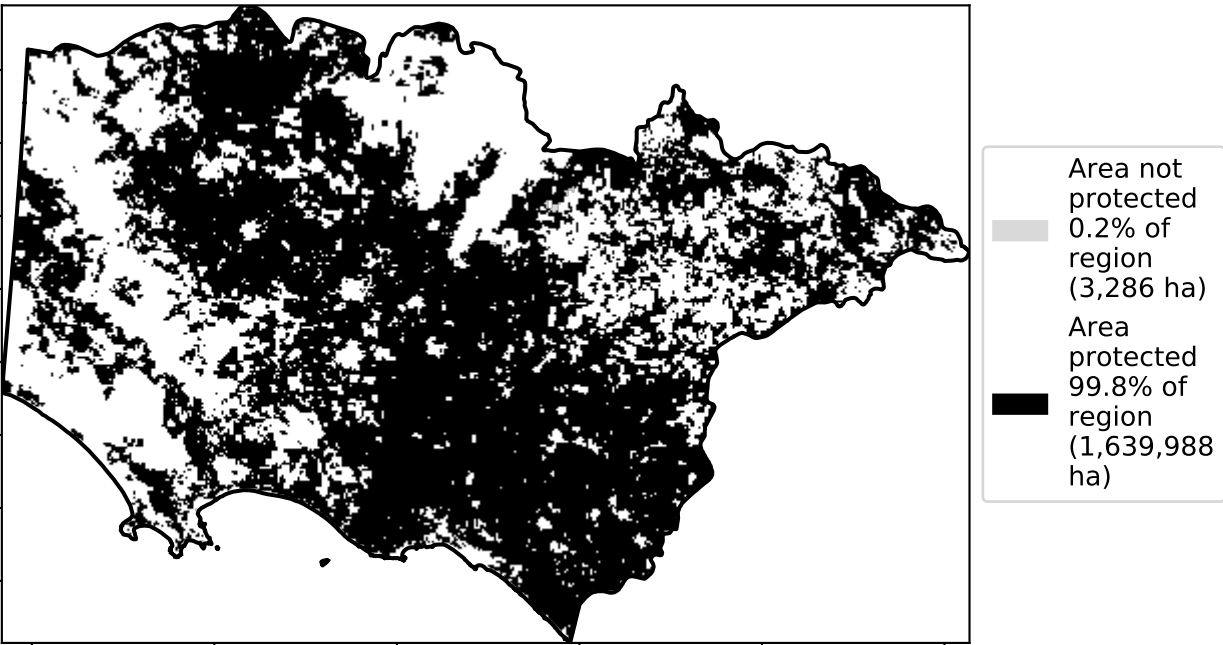 Area not
protected
0.2% of
region
(3,286 ha)
Area
protected
99.8% of
region
(1,639,988
ha)